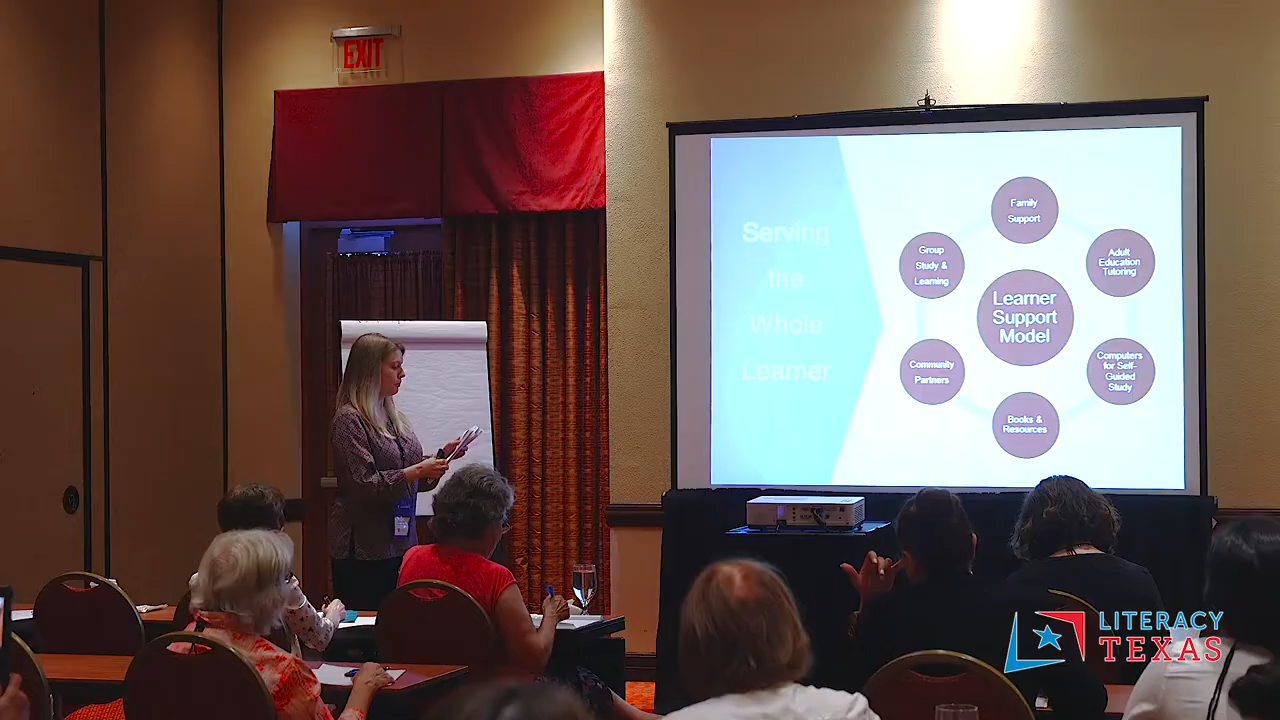 EXIT
Serving
the
Whole
Learner
Family
Support
Group
Study &
Learning
Adult
Education
Tutoring
Learner
Support
Model
Community
Partners
Computers
for Self-
Guided
Study
Books &
Resources
LITERACY
TEXAS